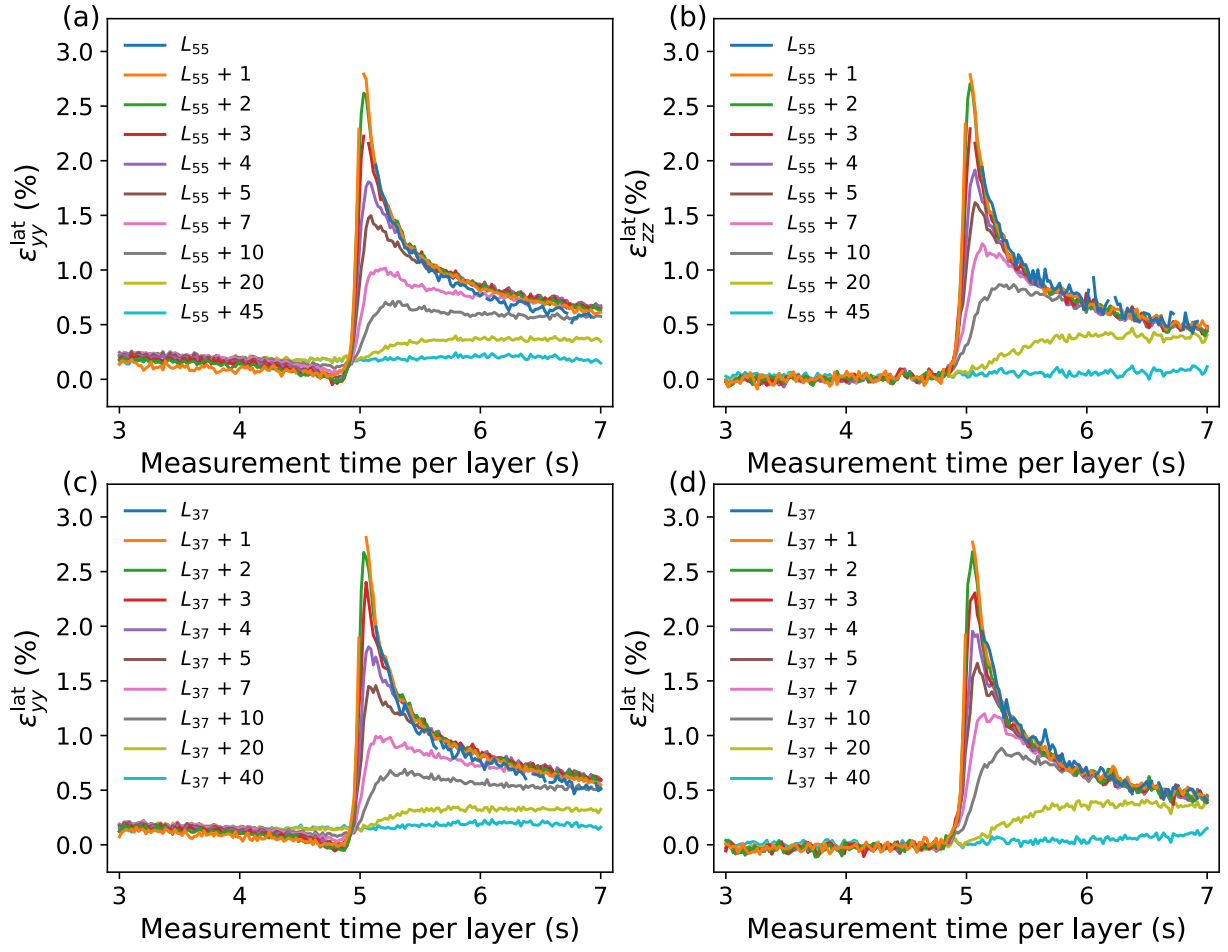 (a)
3.0
2.5
2.0
1.5
1.0
0.5
0.0
ε_yy^lat (%)
L₅₅
L₅₅ + 1
L₅₅ + 2
L₅₅ + 3
L₅₅ + 4
L₅₅ + 5
L₅₅ + 7
L₅₅ + 10
L₅₅ + 20
L₅₅ + 45
3 4 5 6 7
Measurement time per layer (s)
(b)
3.0
2.5
2.0
1.5
1.0
0.5
0.0
ε_zz^lat(%)
L₅₅
L₅₅ + 1
L₅₅ + 2
L₅₅ + 3
L₅₅ + 4
L₅₅ + 5
L₅₅ + 7
L₅₅ + 10
L₅₅ + 20
L₅₅ + 45
3 4 5 6 7
Measurement time per layer (s)
(c)
3.0
2.5
2.0
1.5
1.0
0.5
0.0
ε_yy^lat (%)
L₃₇
L₃₇ + 1
L₃₇ + 2
L₃₇ + 3
L₃₇ + 4
L₃₇ + 5
L₃₇ + 7
L₃₇ + 10
L₃₇ + 20
L₃₇ + 40
3 4 5 6 7
Measurement time per layer (s)
(d)
3.0
2.5
2.0
1.5
1.0
0.5
0.0
ε_zz^lat (%)
L₃₇
L₃₇ + 1
L₃₇ + 2
L₃₇ + 3
L₃₇ + 4
L₃₇ + 5
L₃₇ + 7
L₃₇ + 10
L₃₇ + 20
L₃₇ + 40
3 4 5 6 7
Measurement time per layer (s)